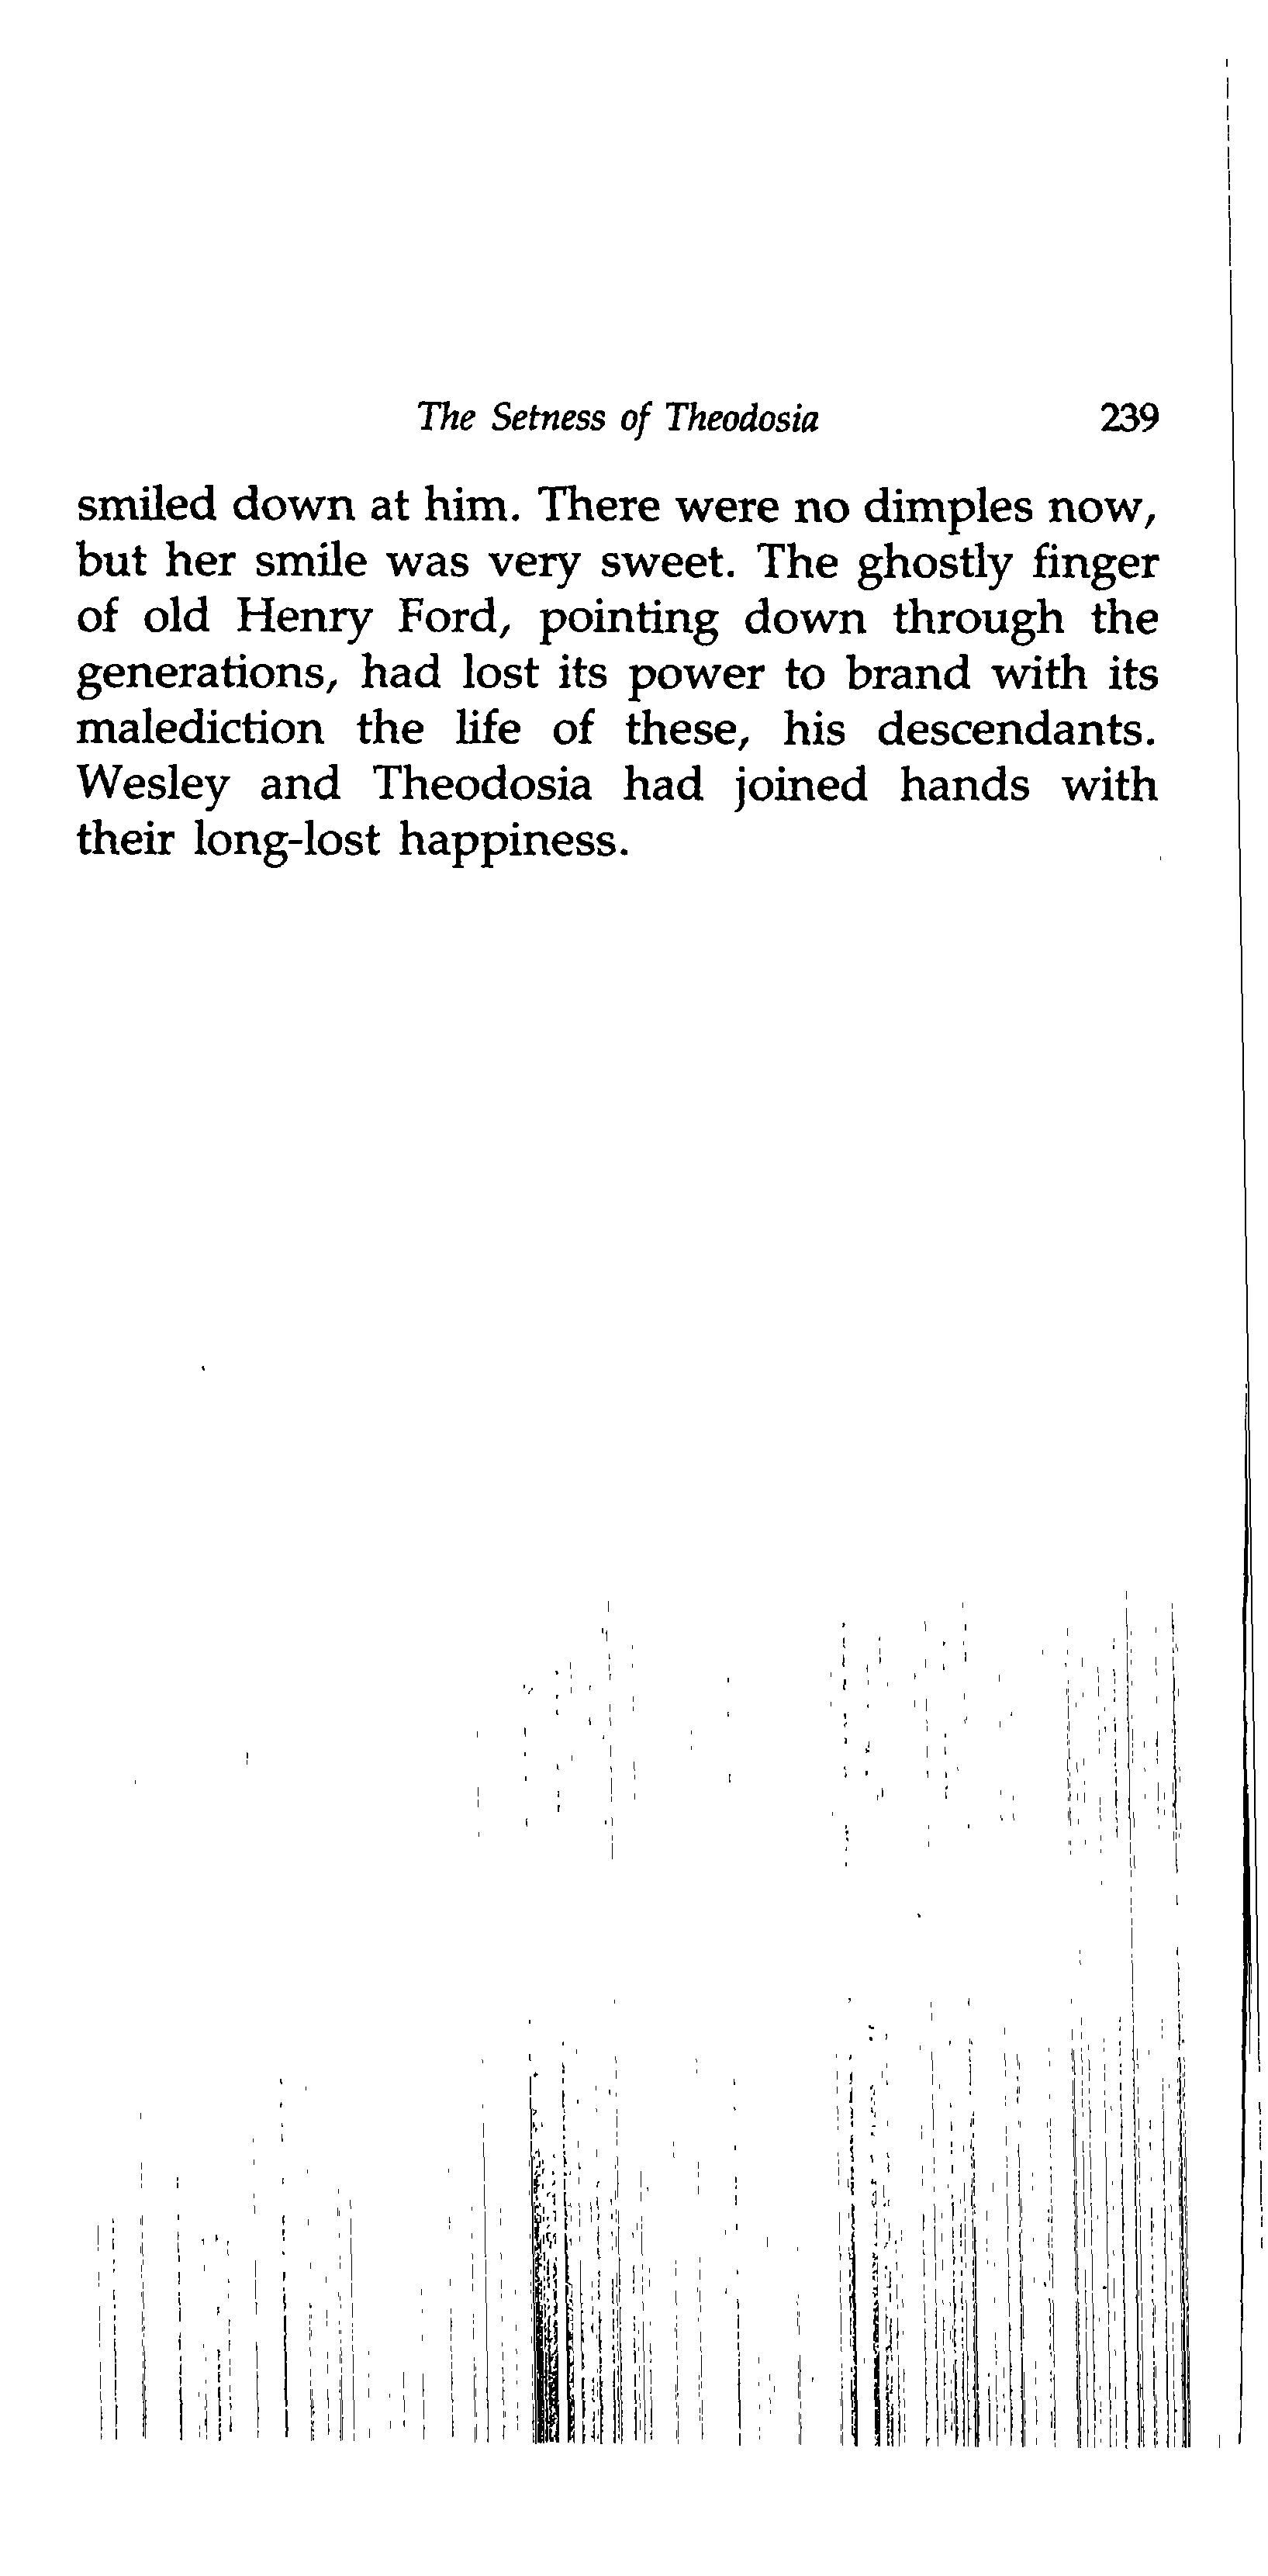 The Setness of Theodosia 239
smiled down at him. There were no dimples now,
but her smile was very sweet. The ghostly finger
of old Henry Ford, pointing down through the
generations, had lost its power to brand with its
malediction the life of these, his descendants.
Wesley and Theodosia had joined hands with
their long-lost happiness.